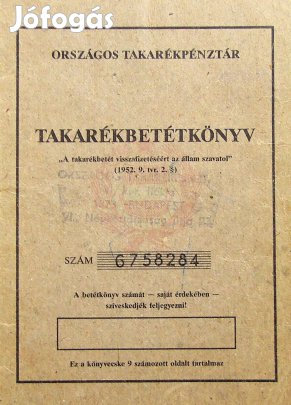 Jófogás
ORSZÁGOS TAKARÉKPÉNZTÁR
TAKARÉKBETÉTKÖNYV
„A takarékbetét visszafizetéséért az állam szavatol”
(1952. 9. tvr. 2. §)
SZÁM 6758284
A betétkönyv számát — saját érdekében —
szíveskedjék feljegyezni!
Ez a könyvecske 9 számozott oldalt tartalmaz